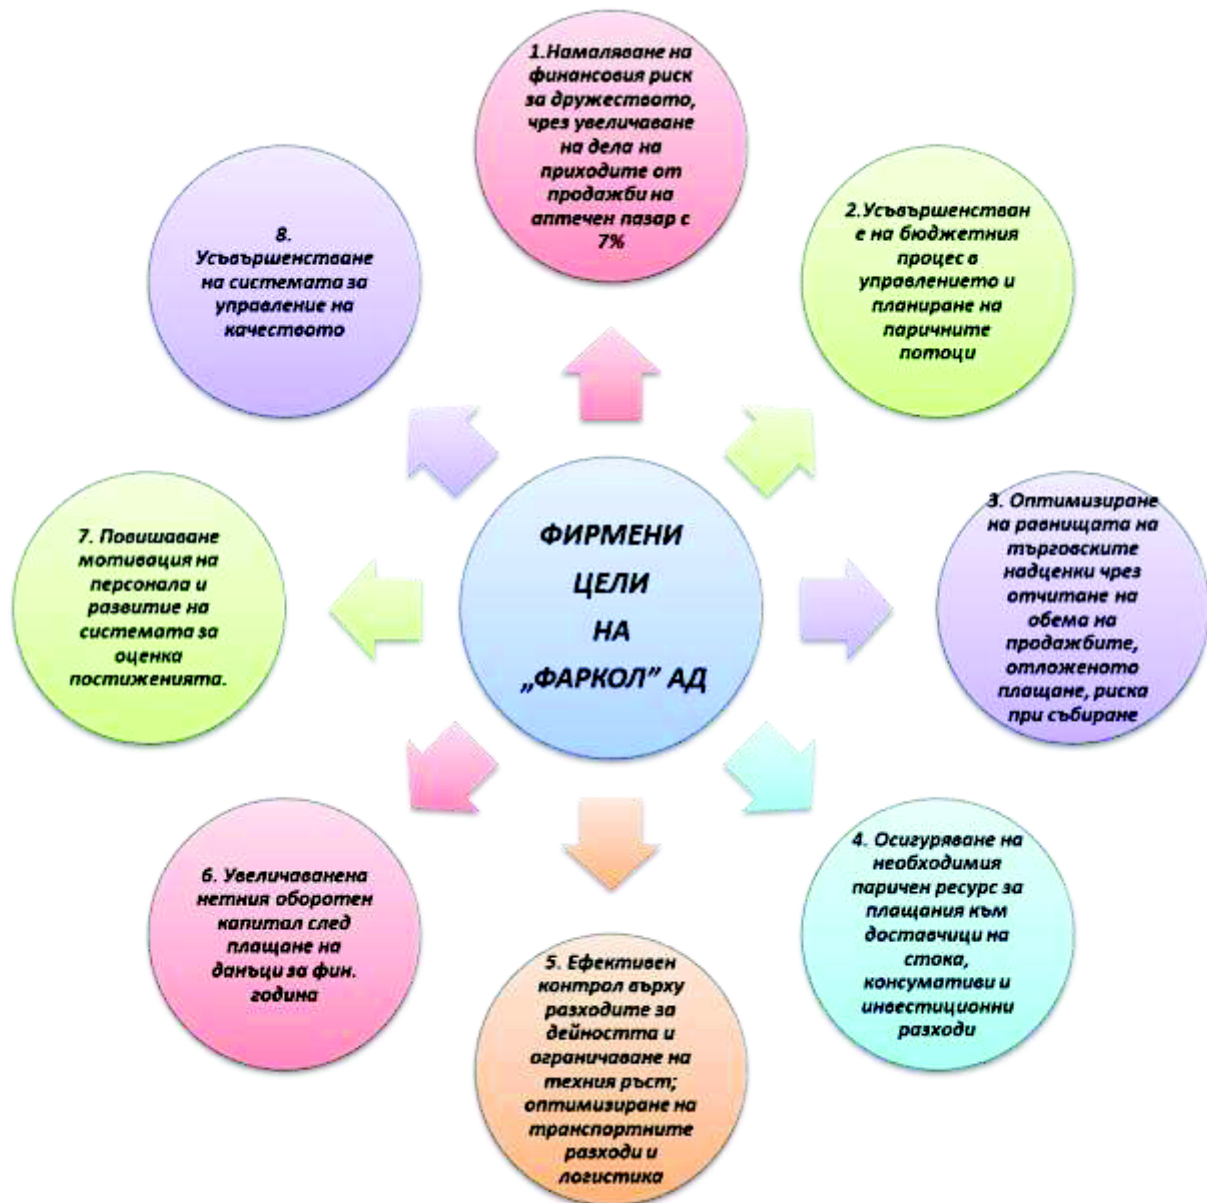 1.Намаляване на
финансовия риск
за дружеството,
чрез увеличаване
на дела на
приходите от
продажби на
аптечен пазар с
7%
2.Усъвършенстван
е на бюджетния
процес в
управлението и
планиране на
паричните
потоци
3. Оптимизиране
на равнищата на
търговските
надценки чрез
отчитане на
обема на
продажбите,
отложеното
плащане, риска
при събиране
4. Осигуряване на
необходимия
паричен ресурс за
плащания към
доставчици на
стока,
консумативи и
инвестиционни
разходи
5. Ефективен
контрол върху
разходите за
дейността и
ограничаване на
техния ръст;
оптимизиране на
транспортните
разходи и
логистика
6. Увеличаванена
нетния оборотен
капитал след
плащане на
данъци за фин.
година
7. Повишаване
мотивация на
персонала и
развитие на
системата за
оценка
постиженията.
8.
Усъвършенстване
на системата за
управление на
качеството
ФИРМЕНИ
ЦЕЛИ
НА
„ФАРКОЛ” АД